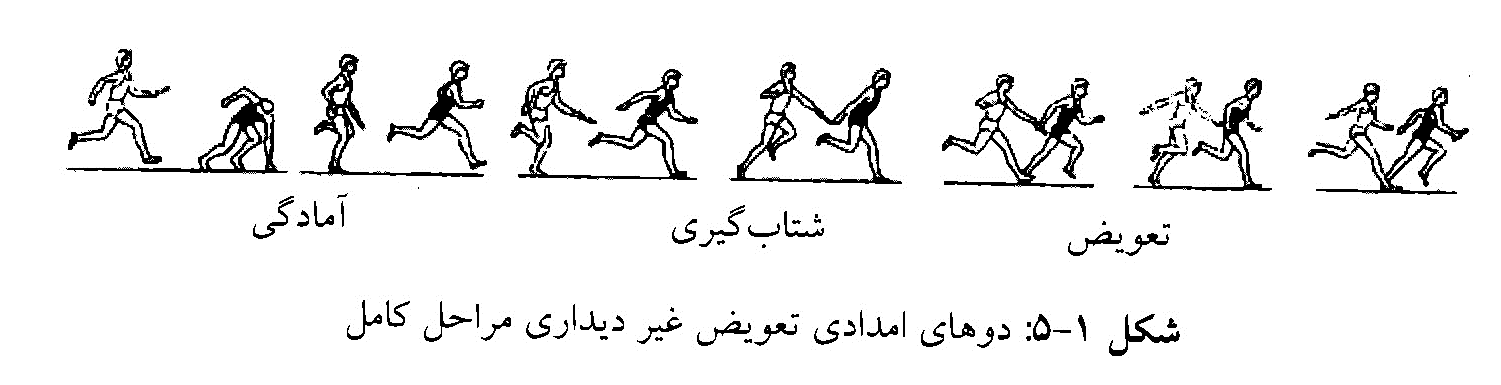 تعویض
شتاب‌گیری
آمادگی
شکل ۱-۵: دوهای امدادی تعویض غیر دیداری مراحل کامل